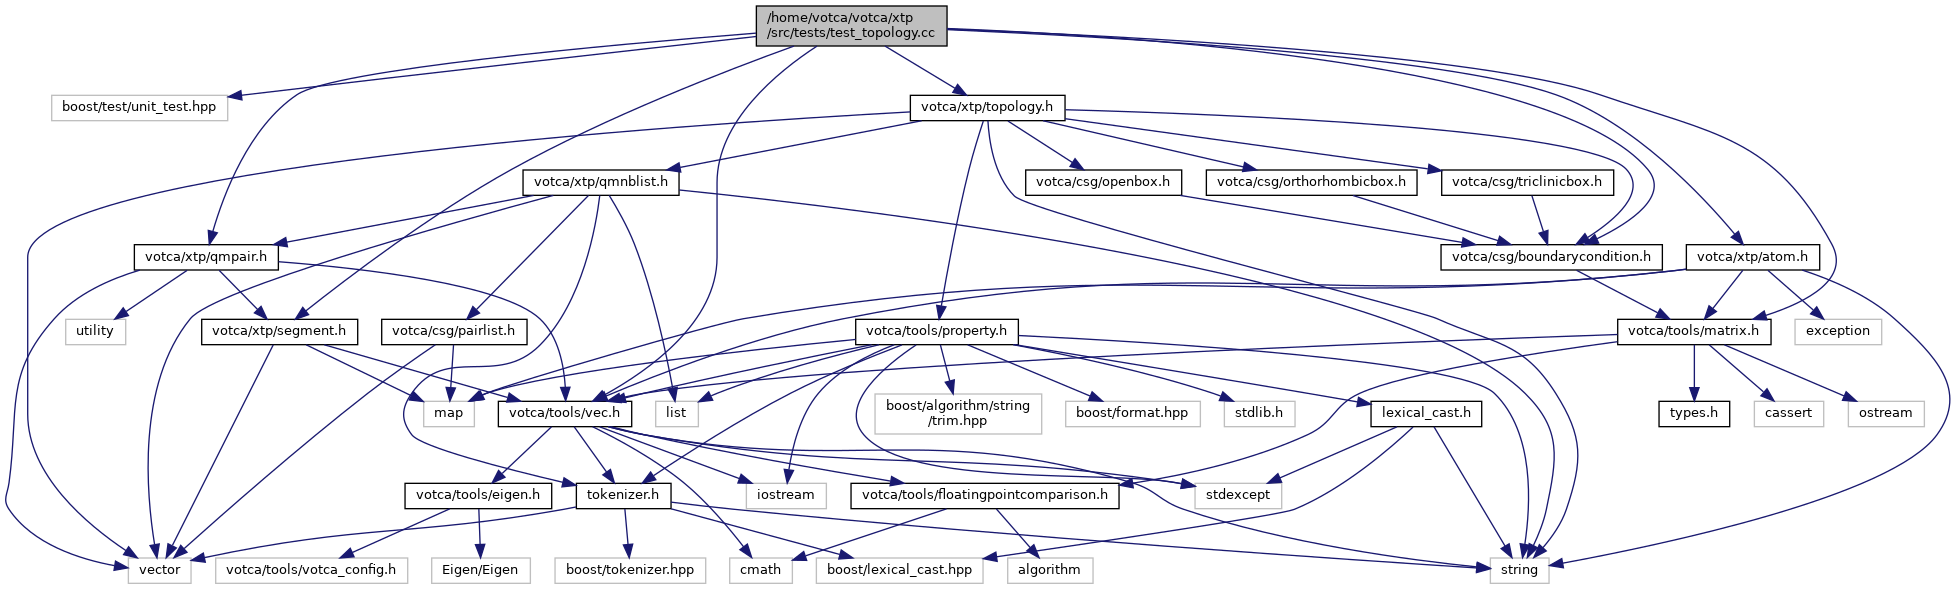 /home/votca/votca/xtp
/src/tests/test_topology.cc
boost/test/unit_test.hpp
votca/xtp/topology.h
votca/xtp/qmnblist.h
votca/csg/openbox.h
votca/csg/orthorhombicbox.h
votca/csg/triclinicbox.h
votca/xtp/qmpair.h
votca/csg/boundarycondition.h
votca/xtp/atom.h
utility
votca/xtp/segment.h
votca/csg/pairlist.h
votca/tools/property.h
votca/tools/matrix.h
exception
map
votca/tools/vec.h
list
boost/algorithm/string
/trim.hpp
boost/format.hpp
stdlib.h
lexical_cast.h
types.h
cassert
ostream
votca/tools/eigen.h
tokenizer.h
iostream
votca/tools/floatingpointcomparison.h
stdexcept
vector
votca/tools/votca_config.h
Eigen/Eigen
boost/tokenizer.hpp
cmath
boost/lexical_cast.hpp
algorithm
string